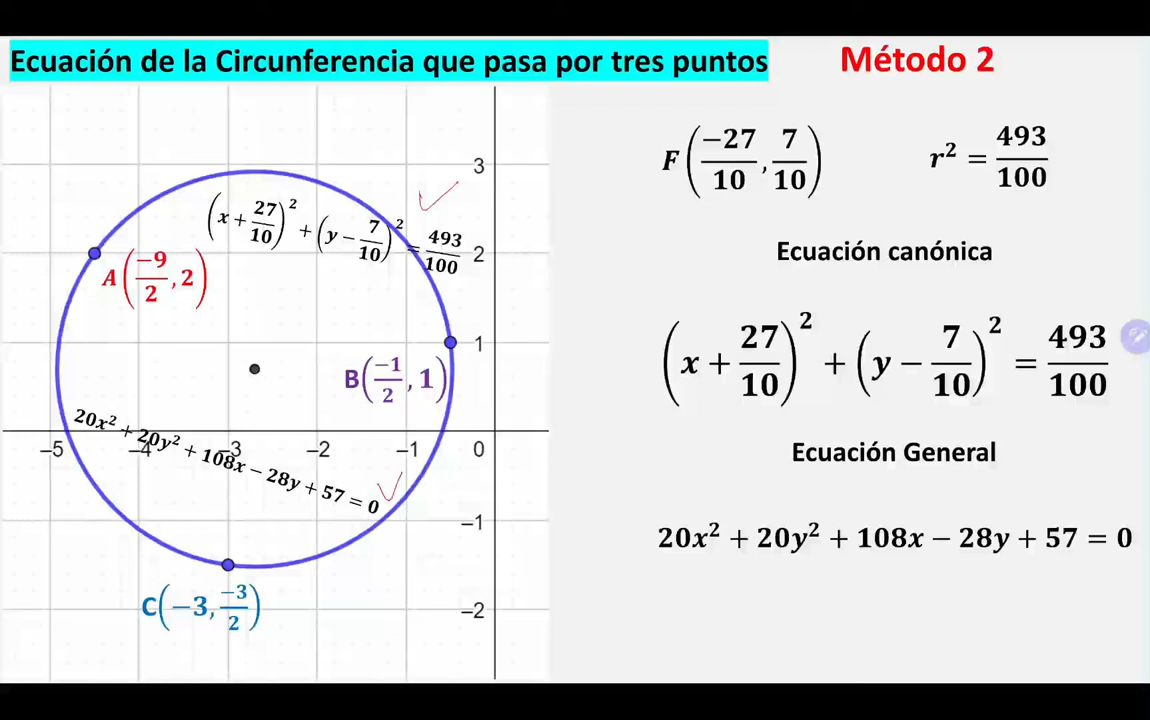 Ecuación de la Circunferencia que pasa por tres puntos
Método 2
F(-27/10, 7/10)
r² = 493/100
Ecuación canónica
(x + 27/10)² + (y − 7/10)² = 493/100
Ecuación General
20x² + 20y² + 108x − 28y + 57 = 0
(x + 27/10)² + (y − 7/10)² = 493/100
A(-9/2, 2)
B(-1/2, 1)
20x² + 20y² + 108x − 28y + 57 = 0
C(−3, -3/2)
3
2
1
−5 −4 −3 −2 −1 0
−1
−2